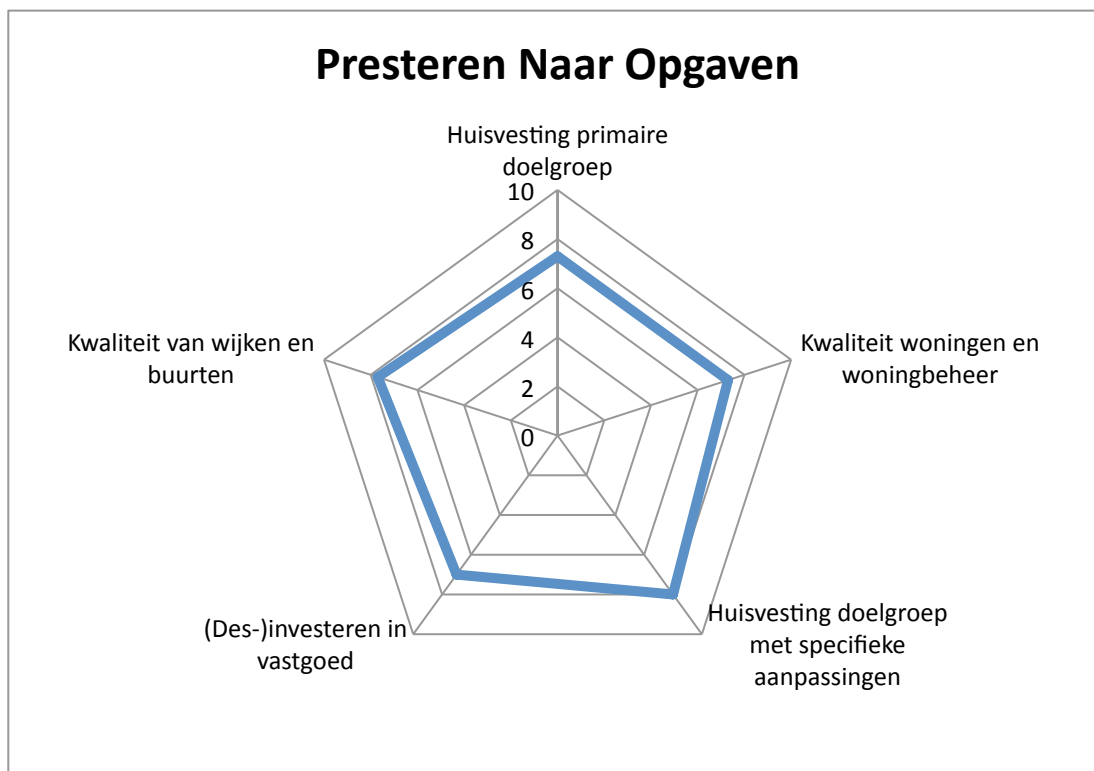 Presteren Naar Opgaven
Huisvesting primaire
doelgroep
10
8
6
4
2
0
Kwaliteit woningen en
woningbeheer
Huisvesting doelgroep
met specifieke
aanpassingen
(Des-)investeren in
vastgoed
Kwaliteit van wijken en
buurten